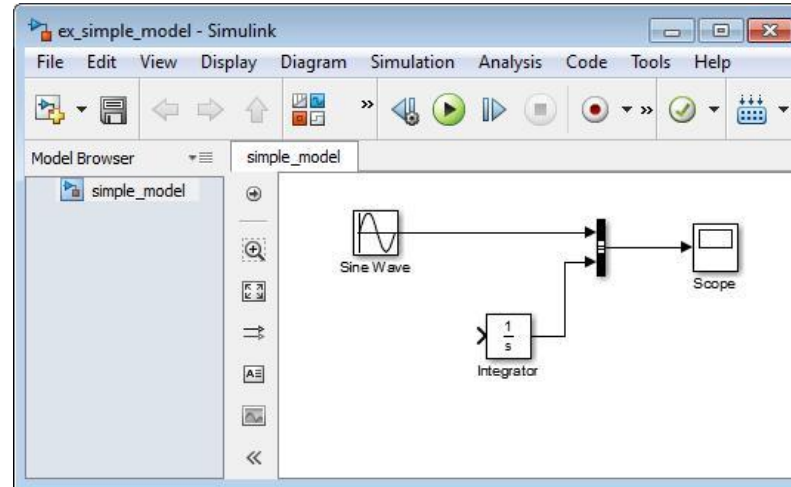 ex_simple_model - Simulink
File Edit View Display Diagram Simulation Analysis Code Tools Help
» »
Model Browser simple_model
simple_model
Sine Wave
Scope
1
s
Integrator
A
«